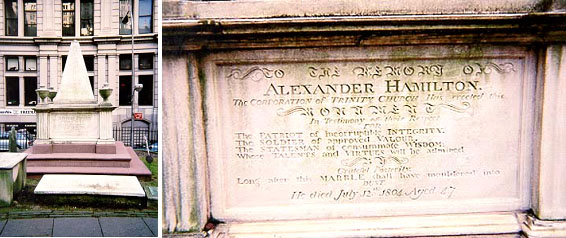 TO THE MEMORY OF
ALEXANDER HAMILTON.
The CORPORATION of TRINITY CHURCH Has erected this
MONUMENT
In Testimony of their Respect
FOR
The PATRIOT of incorruptible INTEGRITY.
The SOLDIER of approved VALOUR.
The STATESMAN of consummate WISDOM:
Whose TALENTS and VIRTUES will be admired
BY
Grateful Posterity
Long after this MARBLE shall have mouldered into
DUST
He died July 12th 1804. Aged 47